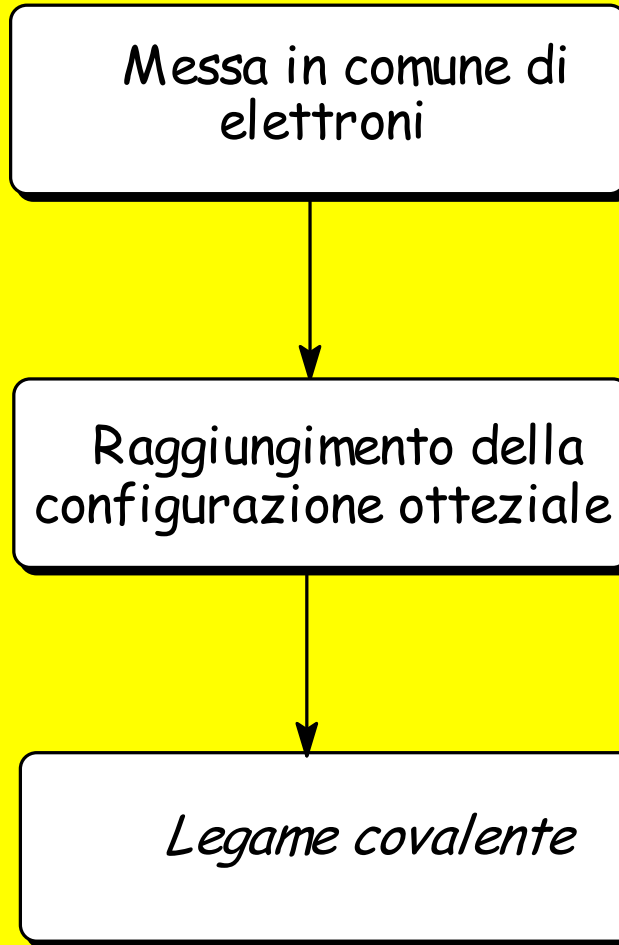 Messa in comune di
elettroni
Raggiungimento della
configurazione otteziale
Legame covalente